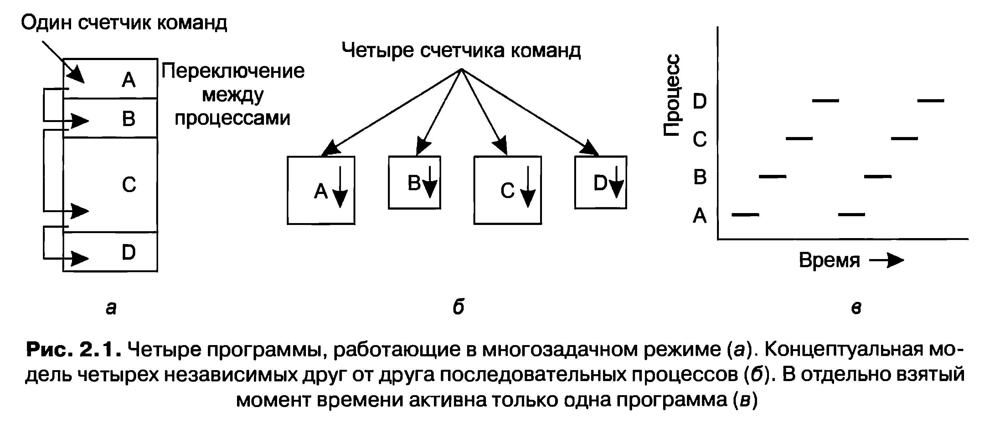 Один счетчик команд
A
B
C
D
Переключение
между
процессами
а
Четыре счетчика команд
A
B
C
D
б
Процесс
D
C
B
A
Время
в
Рис. 2.1. Четыре программы, работающие в многозадачном режиме (а). Концептуальная мо-
дель четырех независимых друг от друга последовательных процессов (б). В отдельно взятый
момент времени активна только одна программа (в)